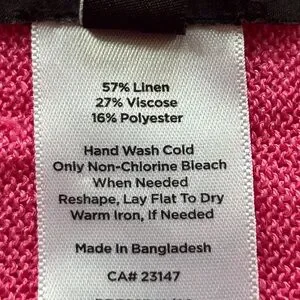 57% Linen
27% Viscose
16% Polyester
Hand Wash Cold
Only Non-Chlorine Bleach
When Needed
Reshape, Lay Flat To Dry
Warm Iron, If Needed
Made In Bangladesh
CA# 23147